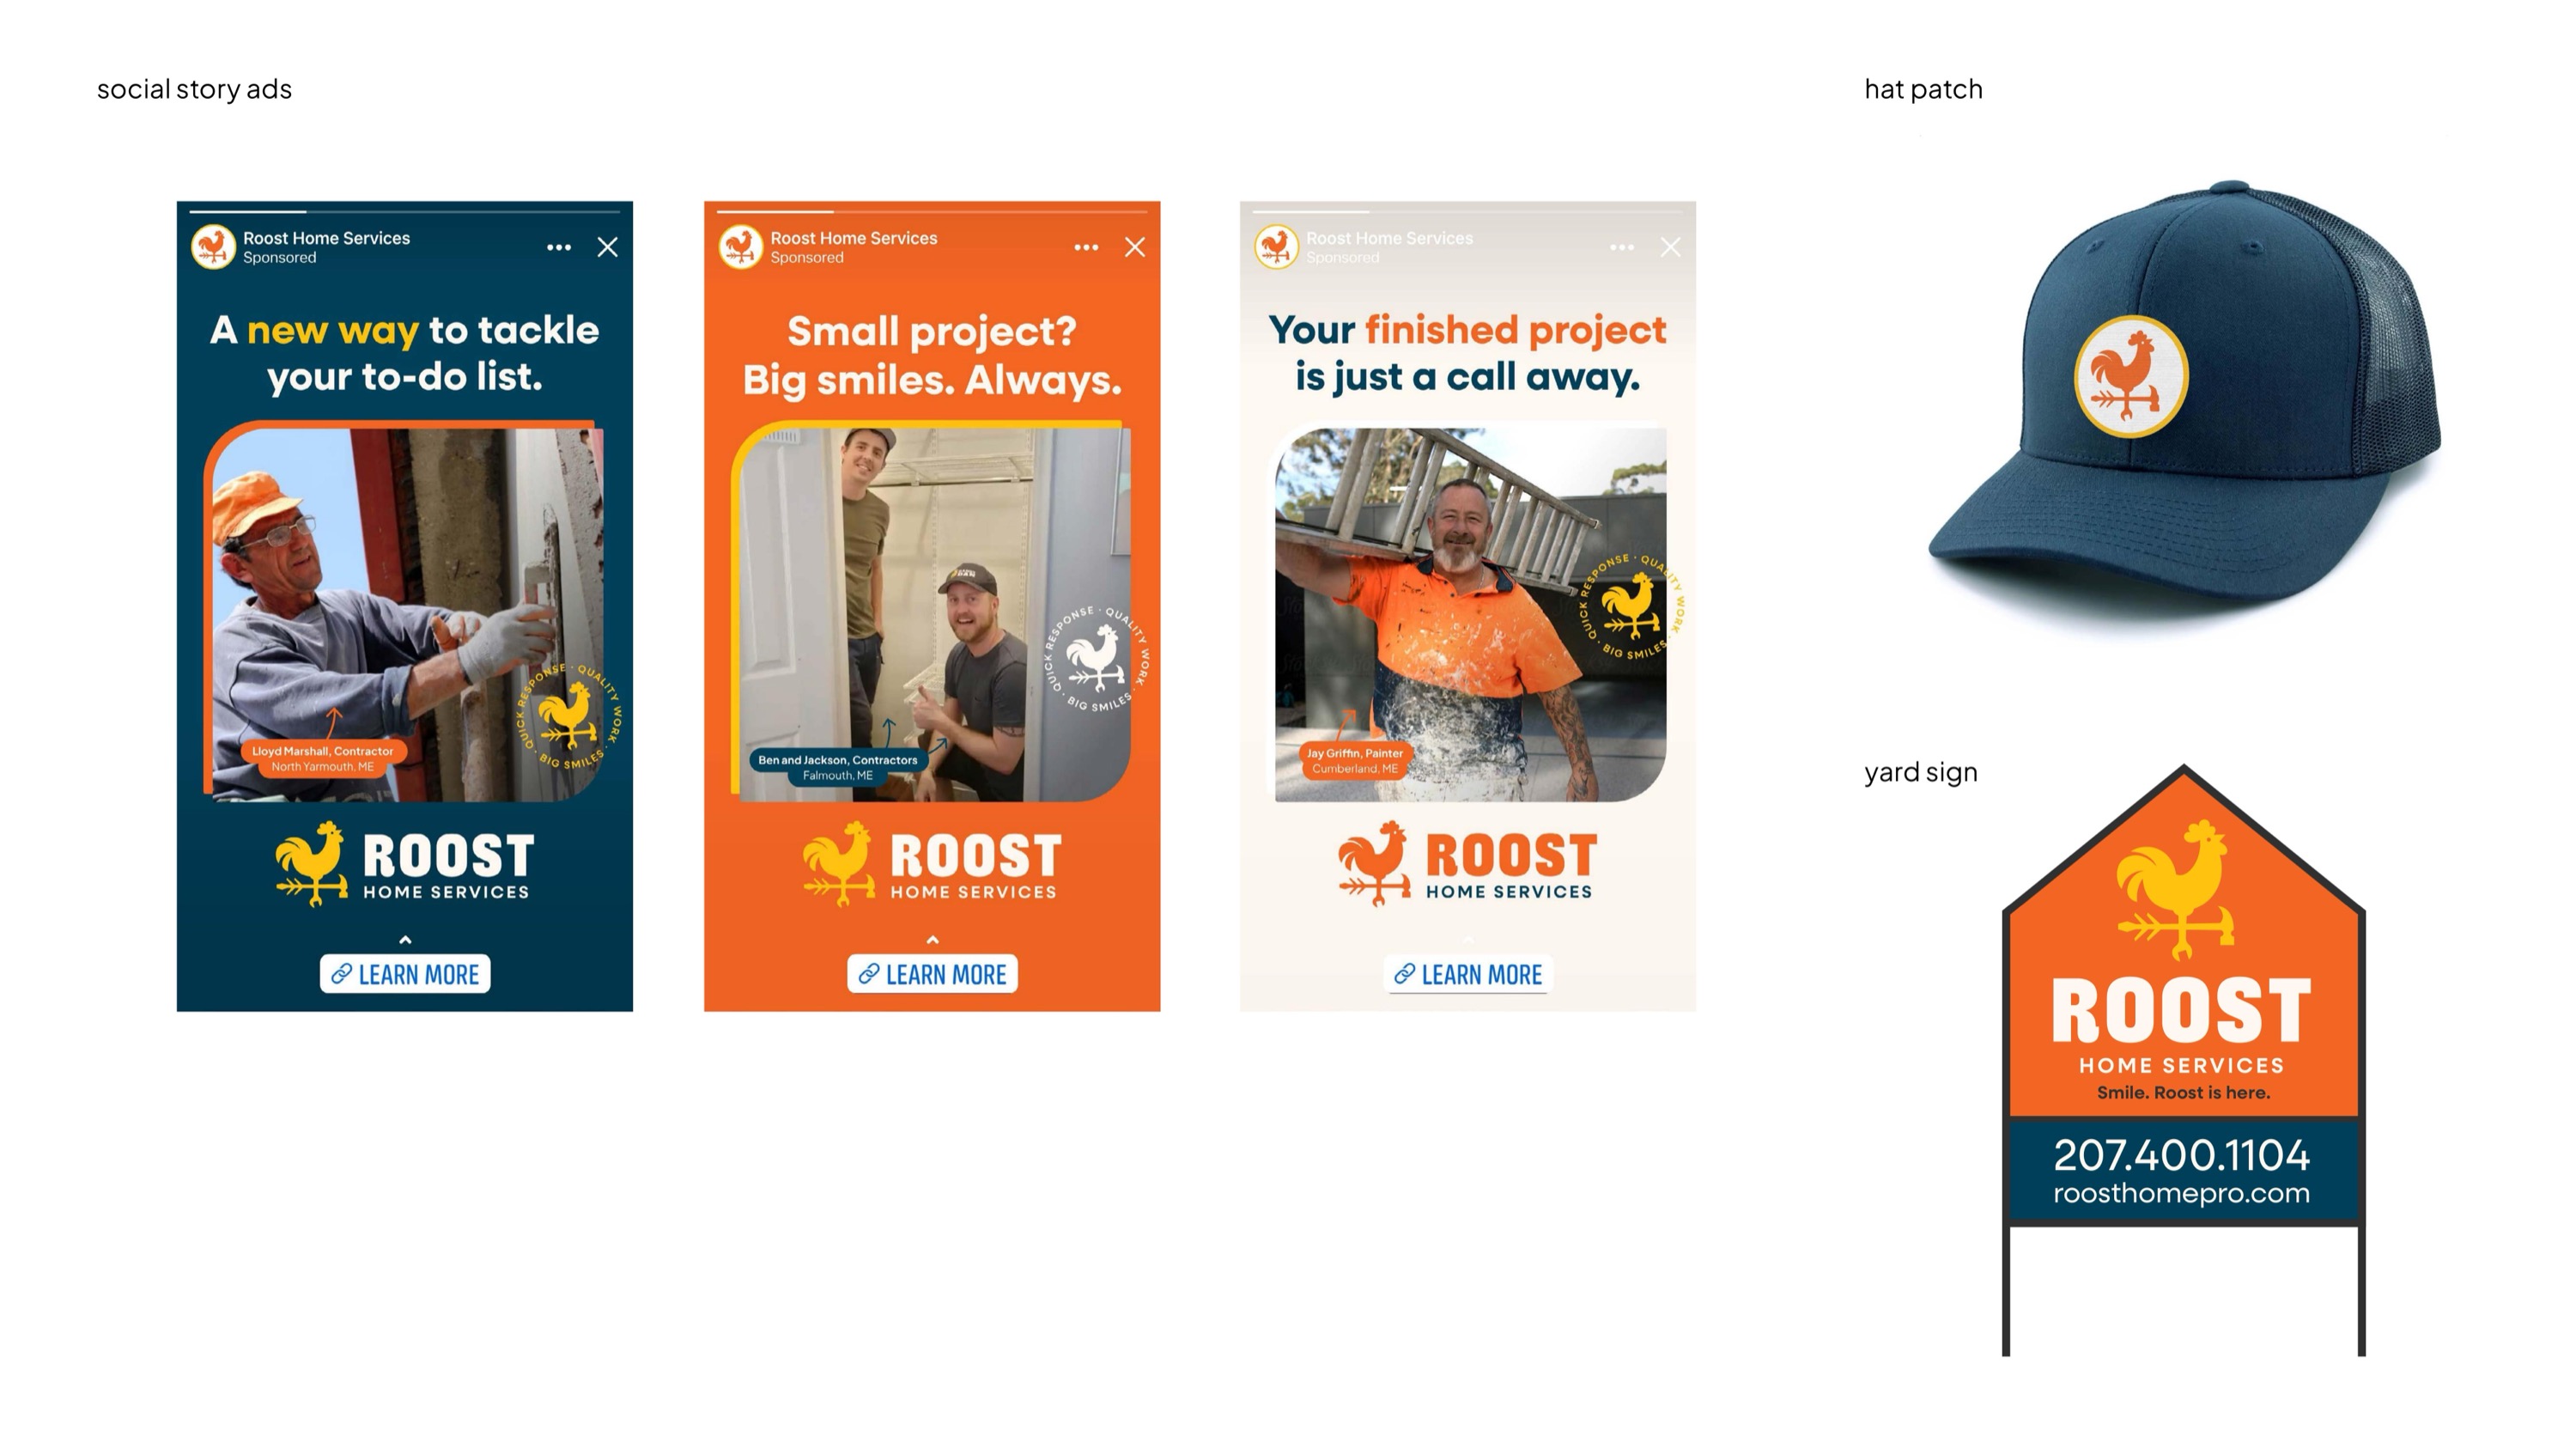 social story ads
hat patch
Roost Home Services
Sponsored
A new way to tackle
your to-do list.
Lloyd Marshall, Contractor
North Yarmouth, ME
QUICK RESPONSE · QUALITY WORK · BIG SMILES ·
ROOST
HOME SERVICES
LEARN MORE
Roost Home Services
Sponsored
Small project?
Big smiles. Always.
Ben and Jackson, Contractors
Falmouth, ME
QUICK RESPONSE · QUALITY WORK · BIG SMILES ·
ROOST
HOME SERVICES
LEARN MORE
Roost Home Services
Sponsored
Your finished project
is just a call away.
Jay Griffin, Painter
Cumberland, ME
QUICK RESPONSE · QUALITY WORK · BIG SMILES ·
ROOST
HOME SERVICES
LEARN MORE
yard sign
ROOST
HOME SERVICES
Smile. Roost is here.
207.400.1104
roosthomepro.com